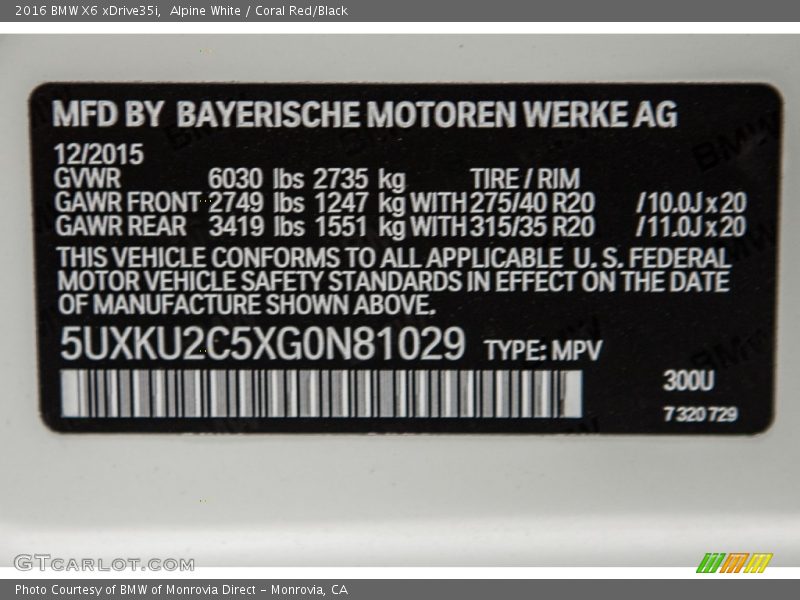 2016 BMW X6 xDrive35i, Alpine White / Coral Red/Black
MFD BY BAYERISCHE MOTOREN WERKE AG
12/2015
GVWR 6030 lbs 2735 kg TIRE / RIM
GAWR FRONT 2749 lbs 1247 kg WITH 275/40 R20 /10.0J x 20
GAWR REAR 3419 lbs 1551 kg WITH 315/35 R20 /11.0J x 20
THIS VEHICLE CONFORMS TO ALL APPLICABLE U. S. FEDERAL
MOTOR VEHICLE SAFETY STANDARDS IN EFFECT ON THE DATE
OF MANUFACTURE SHOWN ABOVE.
5UXKU2C5XG0N81029 TYPE: MPV
300U
7 320 729
GTCARLOT.COM
Photo Courtesy of BMW of Monrovia Direct – Monrovia, CA